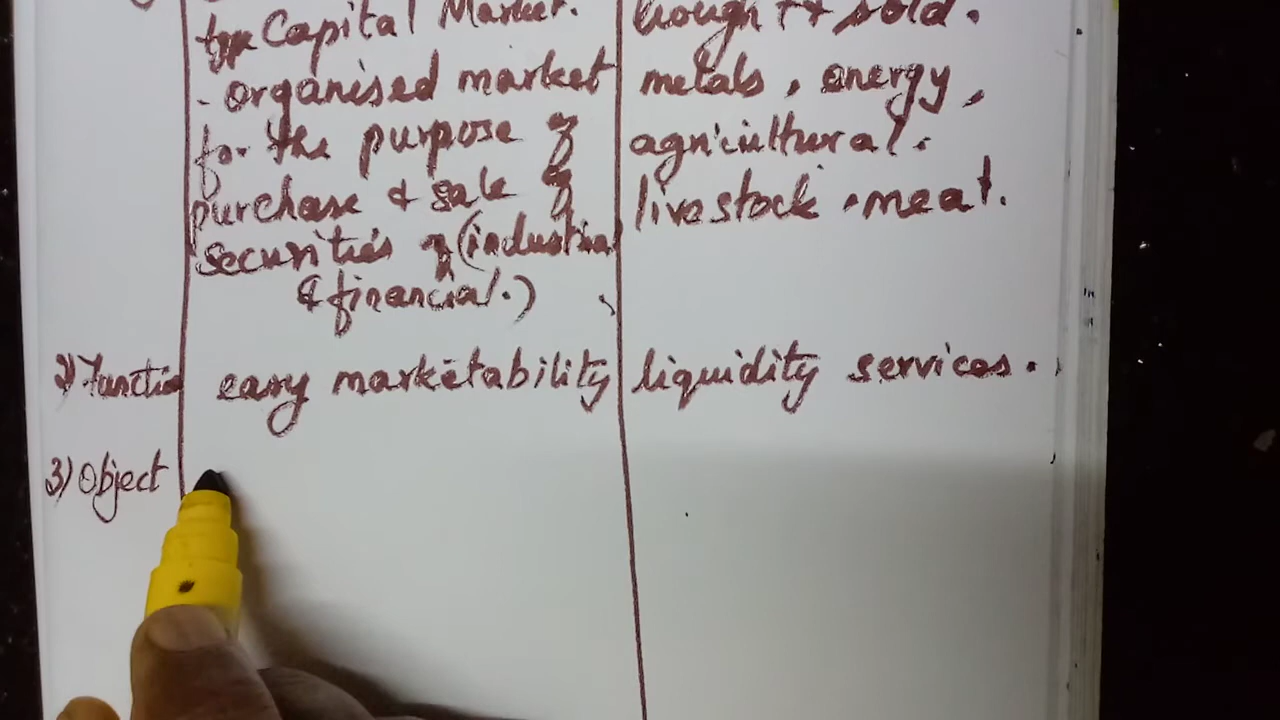 Capital Market.
- organised market
for the purpose of
purchase & sale of
securities of (industrial
& financial.)
bought & sold.
metals, energy,
agricultural.
livestock & meat.
2) Functio easy marketability liquidity services.
3) Object